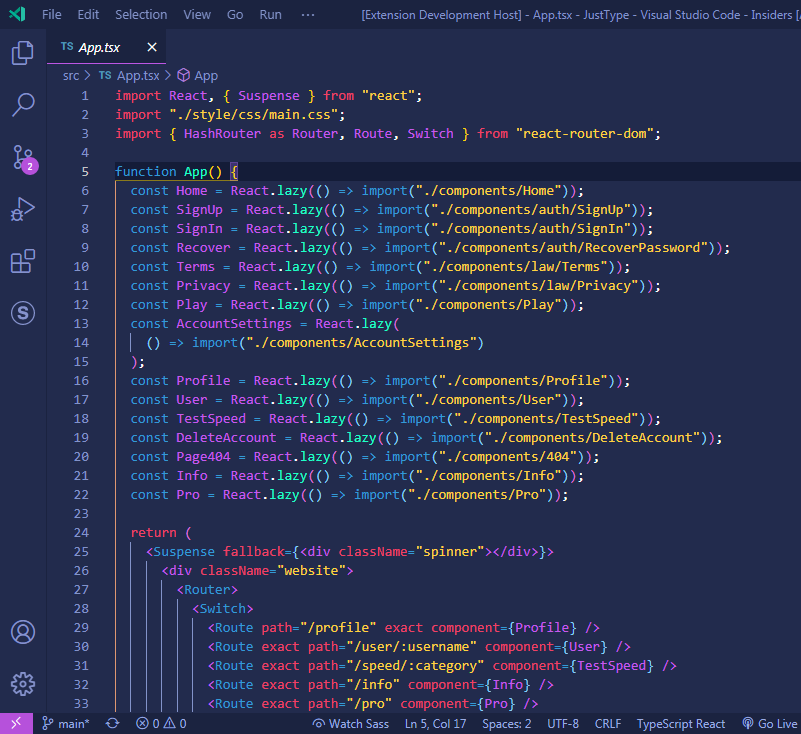 File Edit Selection View Go Run ··· [Extension Development Host] - App.tsx - JustType - Visual Studio Code - Insiders [
TS App.tsx ×
src > TS App.tsx > App
1 import React, { Suspense } from "react";
2 import "./style/css/main.css";
3 import { HashRouter as Router, Route, Switch } from "react-router-dom";
4
5 function App() {
6 const Home = React.lazy(() => import("./components/Home"));
7 const SignUp = React.lazy(() => import("./components/auth/SignUp"));
8 const SignIn = React.lazy(() => import("./components/auth/SignIn"));
9 const Recover = React.lazy(() => import("./components/auth/RecoverPassword"));
10 const Terms = React.lazy(() => import("./components/law/Terms"));
11 const Privacy = React.lazy(() => import("./components/law/Privacy"));
12 const Play = React.lazy(() => import("./components/Play"));
13 const AccountSettings = React.lazy(
14 () => import("./components/AccountSettings")
15 );
16 const Profile = React.lazy(() => import("./components/Profile"));
17 const User = React.lazy(() => import("./components/User"));
18 const TestSpeed = React.lazy(() => import("./components/TestSpeed"));
19 const DeleteAccount = React.lazy(() => import("./components/DeleteAccount"));
20 const Page404 = React.lazy(() => import("./components/404"));
21 const Info = React.lazy(() => import("./components/Info"));
22 const Pro = React.lazy(() => import("./components/Pro"));
23
24 return (
25 <Suspense fallback={<div className="spinner"></div>}>
26 <div className="website">
27 <Router>
28 <Switch>
29 <Route path="/profile" exact component={Profile} />
30 <Route exact path="/user/:username" component={User} />
31 <Route exact path="/speed/:category" component={TestSpeed} />
32 <Route exact path="/info" component={Info} />
33 <Route exact path="/pro" component={Pro} />
2
S
main* 0 0 Watch Sass Ln 5, Col 17 Spaces: 2 UTF-8 CRLF TypeScript React Go Live